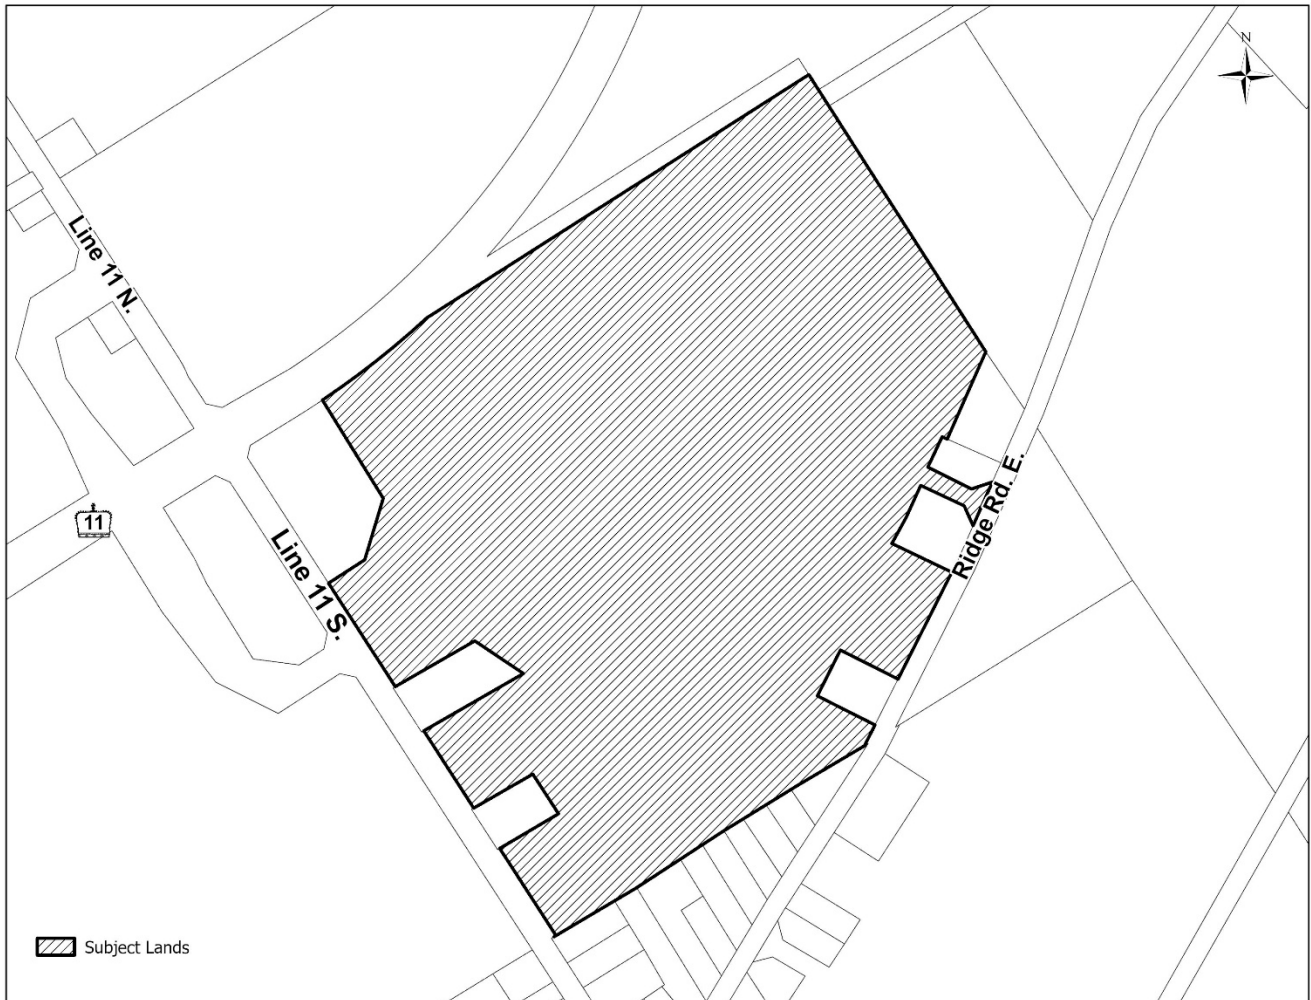 N
Line 11 N.
11
Line 11 S.
Ridge Rd. E.
Subject Lands